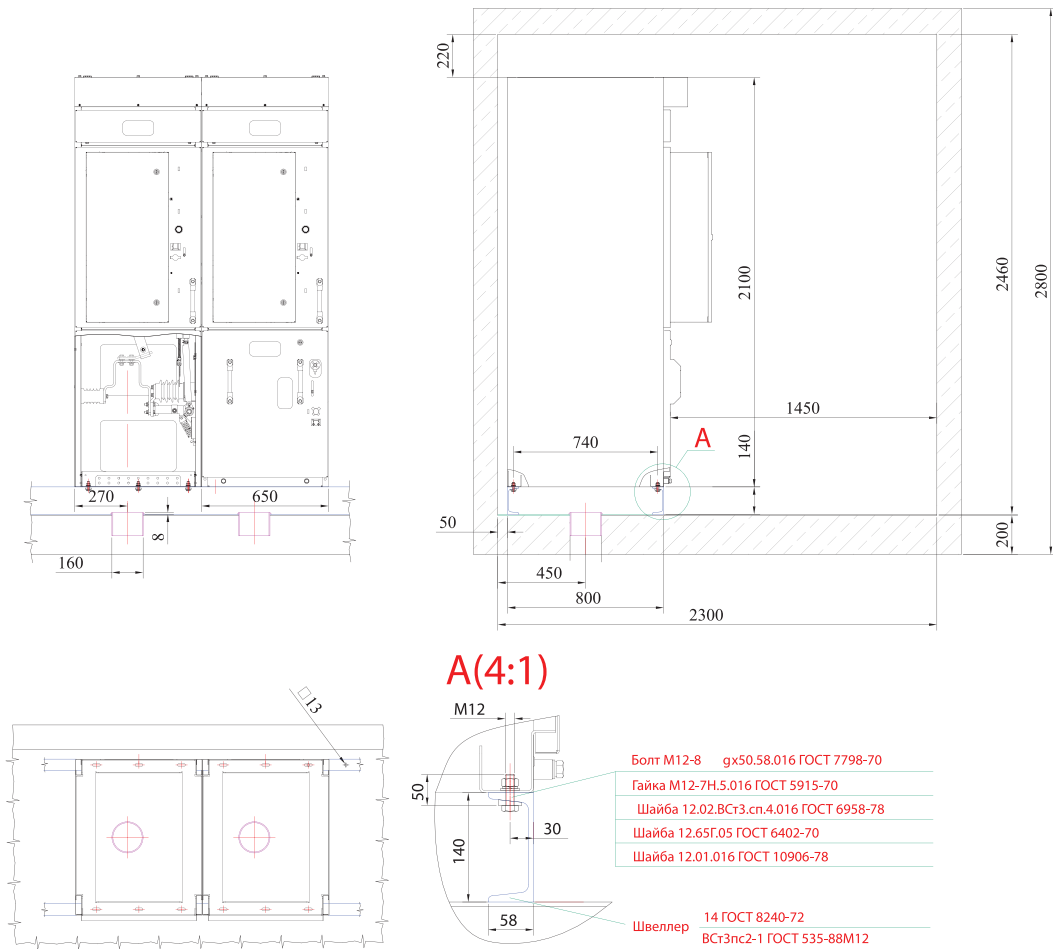 220
2100
2460
2800
1450
740
A
140
270
650
50
8
200
160
450
800
2300
A(4:1)
□13
M12
50
30
140
58
Болт М12-8 gх50.58.016 ГОСТ 7798-70
Гайка М12-7Н.5.016 ГОСТ 5915-70
Шайба 12.02.ВСт3.сп.4.016 ГОСТ 6958-78
Шайба 12.65Г.05 ГОСТ 6402-70
Шайба 12.01.016 ГОСТ 10906-78
Швеллер 14 ГОСТ 8240-72
ВСт3пс2-1 ГОСТ 535-88М12